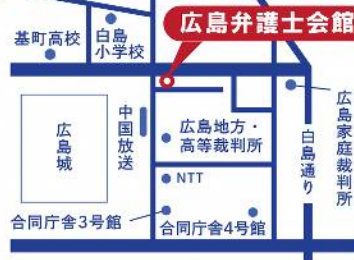 広島弁護士会館
基町高校
白島
小学校
中国放送
広島城
広島地方・
高等裁判所
広島家庭裁判所
白島通り
NTT
合同庁舎3号館
合同庁舎4号館